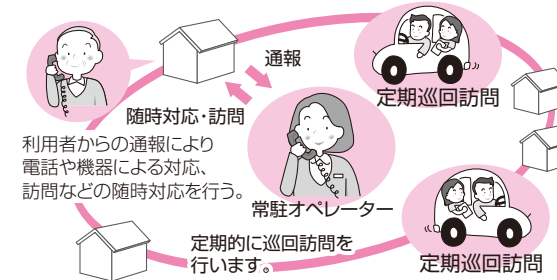 通報
定期巡回訪問
随時対応・訪問
利用者からの通報により
電話や機器による対応、
訪問などの随時対応を行う。
常駐オペレーター
定期的に巡回訪問を
行います。
定期巡回訪問